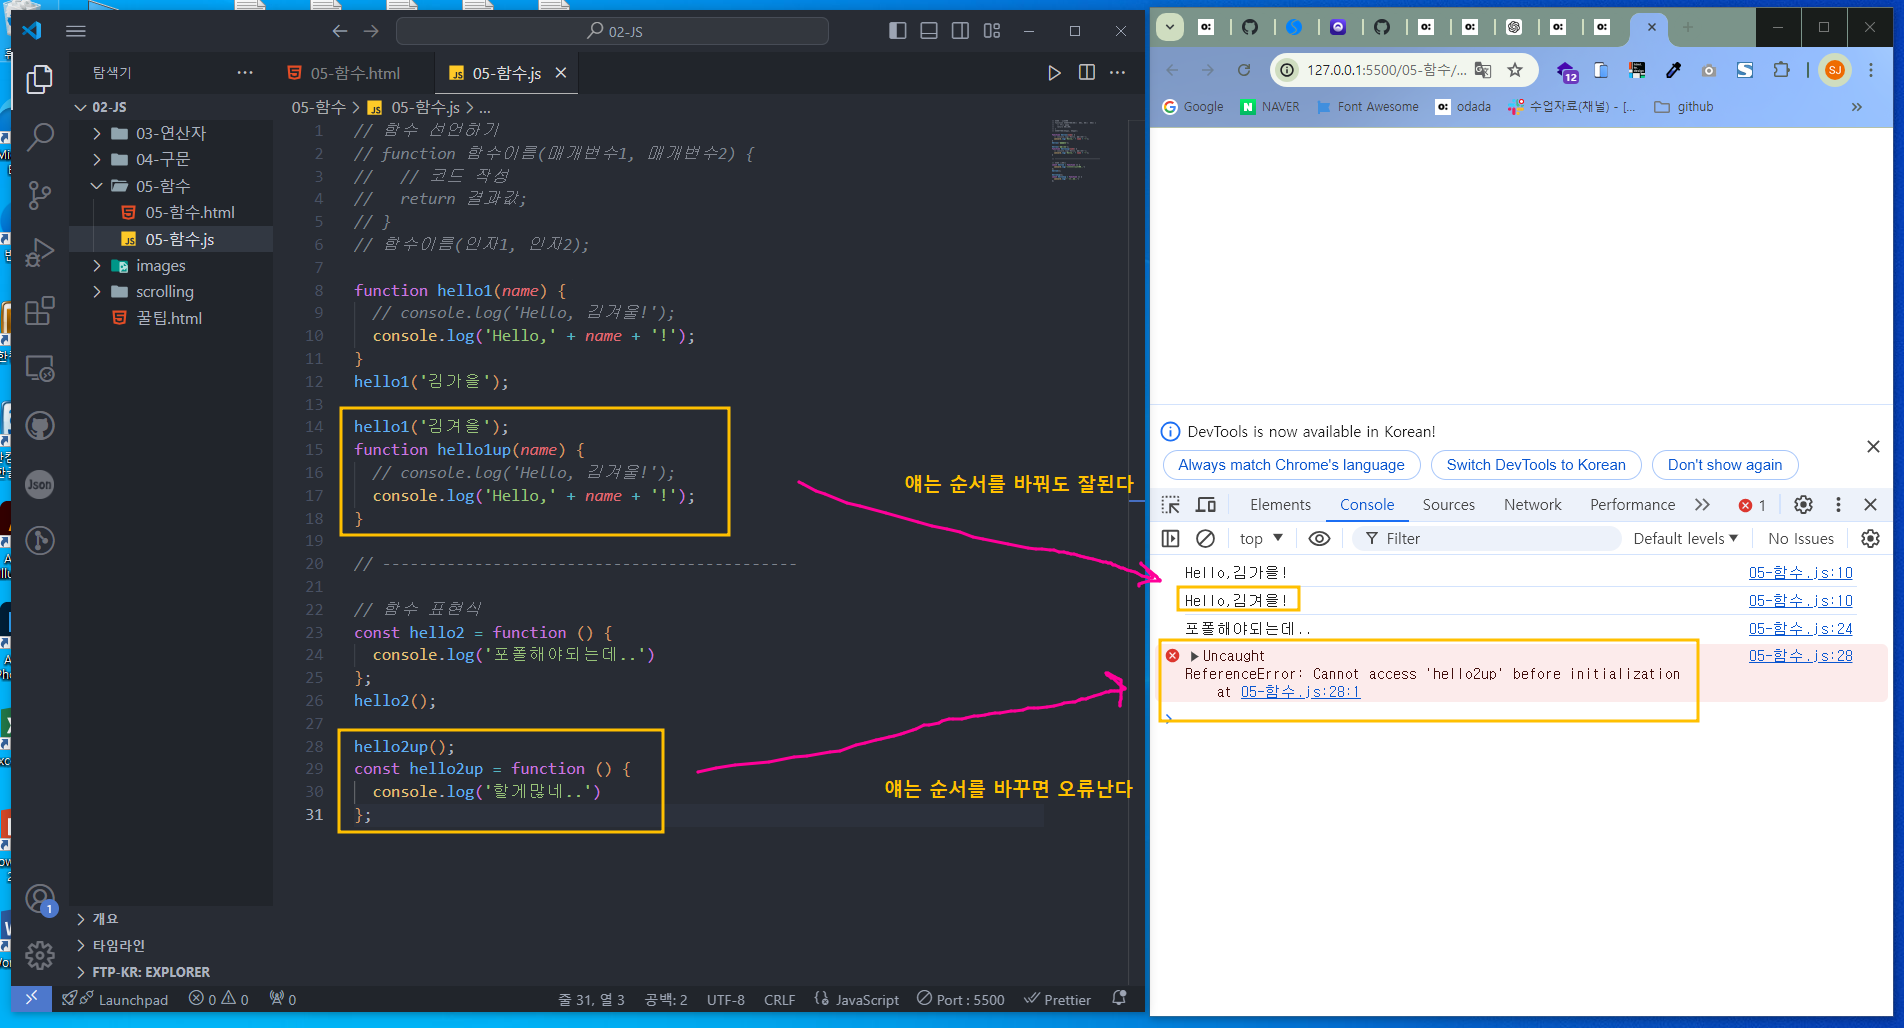 02-JS
탐색기
05-함수.html
05-함수.js
02-JS
03-연산자
04-구문
05-함수
05-함수.html
05-함수.js
images
scrolling
꿀팁.html
개요
타임라인
FTP-KR: EXPLORER
05-함수 > 05-함수.js > ...
1 // 함수 선언하기
2 // function 함수이름(매개변수1, 매개변수2) {
3 //   // 코드 작성
4 //   return 결과값;
5 // }
6 // 함수이름(인자1, 인자2);
7
8 function hello1(name) {
9   // console.log('Hello, 김겨울!');
10   console.log('Hello,' + name + '!');
11 }
12 hello1('김가을');
13
14 hello1('김겨을');
15 function hello1up(name) {
16   // console.log('Hello, 김겨울!');
17   console.log('Hello,' + name + '!');
18 }
19
20 // ---------------------------------------------
21
22 // 함수 표현식
23 const hello2 = function () {
24   console.log('포폴해야되는데..')
25 };
26 hello2();
27
28 hello2up();
29 const hello2up = function () {
30   console.log('할게많네..')
31 };
얘는 순서를 바꿔도 잘된다
얘는 순서를 바꾸면 오류난다
Json
1
Launchpad
0 0
0
줄 31, 열 3
공백: 2
UTF-8
CRLF
JavaScript
Port : 5500
Prettier
127.0.0.1:5500/05-함수/...
12
SJ
Google
NAVER
Font Awesome
odada
수업자료(채널) - [...
github
DevTools is now available in Korean!
Always match Chrome's language
Switch DevTools to Korean
Don't show again
Elements
Console
Sources
Network
Performance
1
top
Filter
Default levels
No Issues
Hello,김가을! 05-함수.js:10
Hello,김겨을! 05-함수.js:10
포폴해야되는데.. 05-함수.js:24
Uncaught 05-함수.js:28
ReferenceError: Cannot access 'hello2up' before initialization
at 05-함수.js:28:1